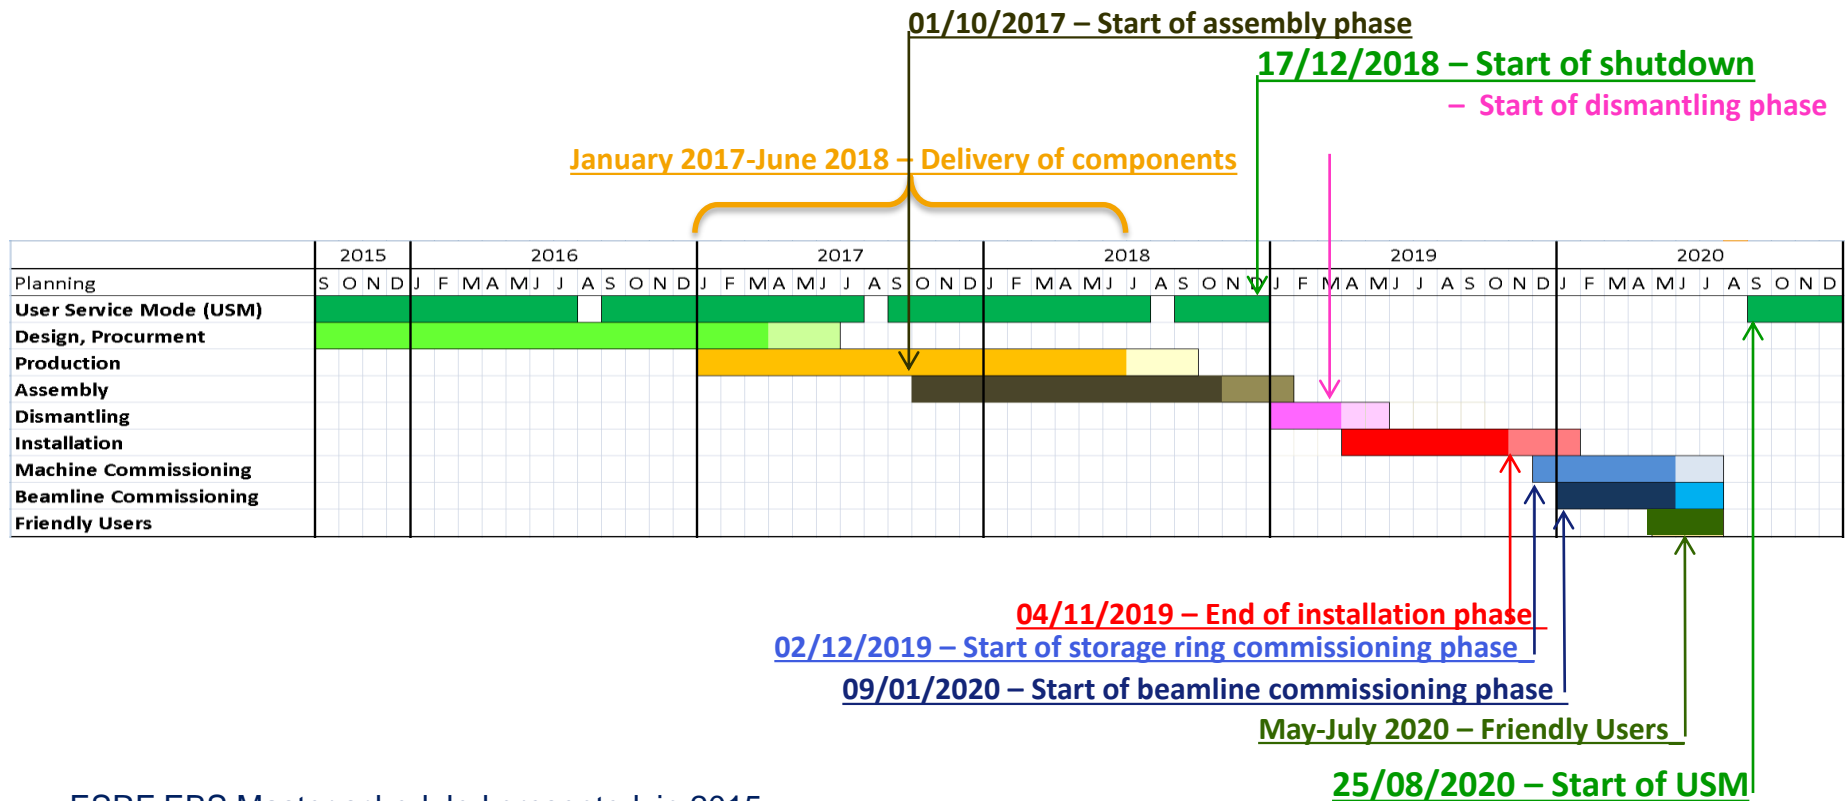 01/10/2017 – Start of assembly phase
17/12/2018 – Start of shutdown
– Start of dismantling phase
January 2017-June 2018 – Delivery of components
2015 2016 2017 2018 2019 2020
Planning S O N D J F M A M J J A S O N D J F M A M J J A S O N D J F M A M J J A S O N D J F M A M J J A S O N D J F M A M J J A S O N D
User Service Mode (USM)
Design, Procurment
Production
Assembly
Dismantling
Installation
Machine Commissioning
Beamline Commissioning
Friendly Users
04/11/2019 – End of installation phase
02/12/2019 – Start of storage ring commissioning phase
09/01/2020 – Start of beamline commissioning phase
May-July 2020 – Friendly Users
25/08/2020 – Start of USM